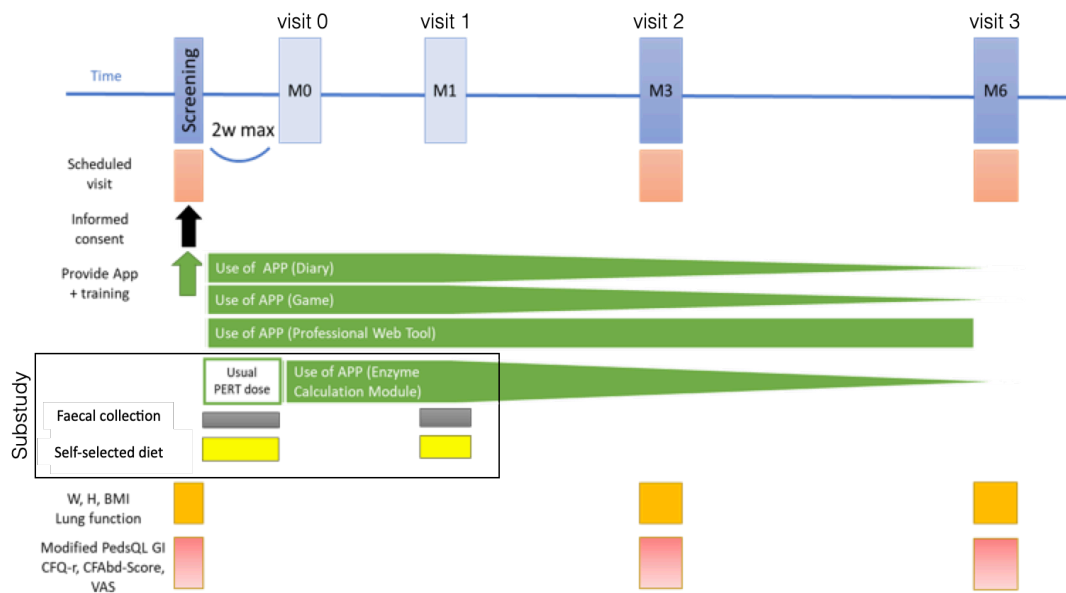 visit 0
visit 1
visit 2
visit 3
Time
Screening
M0
M1
M3
M6
2w max
Scheduled
visit
Informed
consent
Provide App
+ training
Use of APP (Diary)
Use of APP (Game)
Use of APP (Professional Web Tool)
Substudy
Usual
PERT dose
Use of APP (Enzyme
Calculation Module)
Faecal collection
Self-selected diet
W, H, BMI
Lung function
Modified PedsQL GI
CFQ-r, CFAbd-Score,
VAS